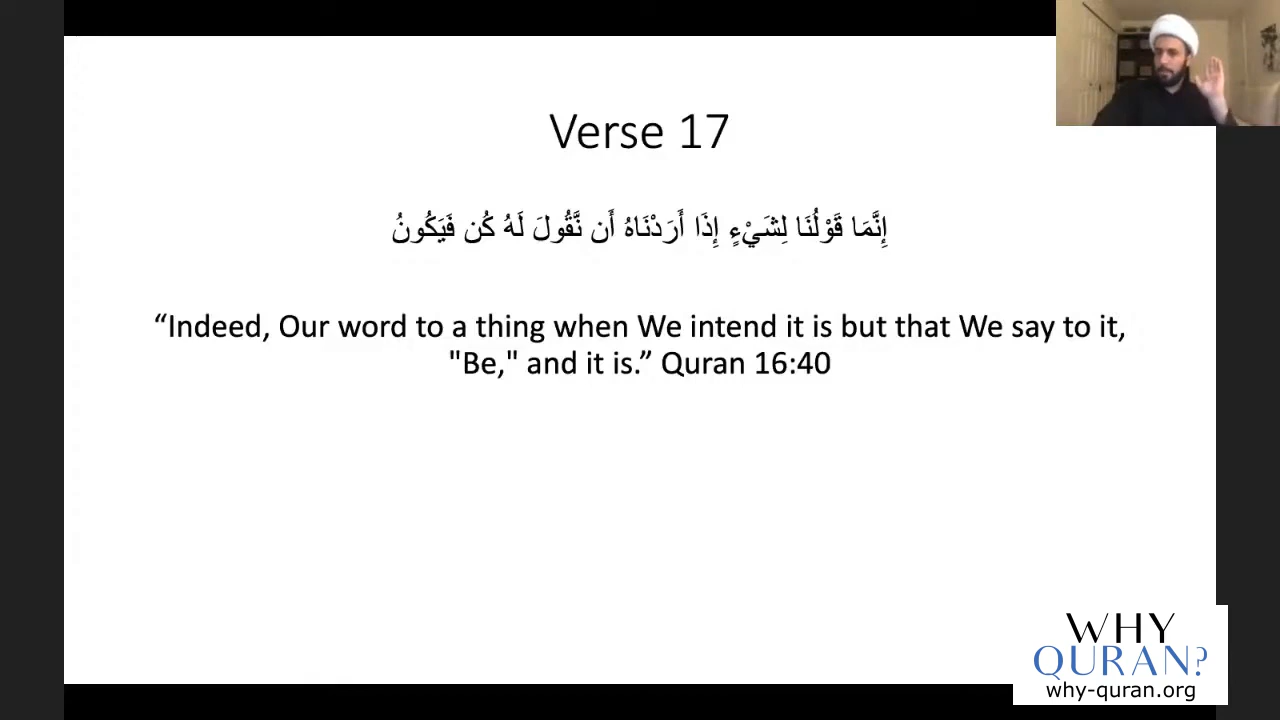 Verse 17
إِنَّمَا قَوْلُنَا لِشَيْءٍ إِذَا أَرَدْنَاهُ أَن نَّقُولَ لَهُ كُن فَيَكُونُ
“Indeed, Our word to a thing when We intend it is but that We say to it,
"Be," and it is.” Quran 16:40
WHY
QURAN?
why-quran.org